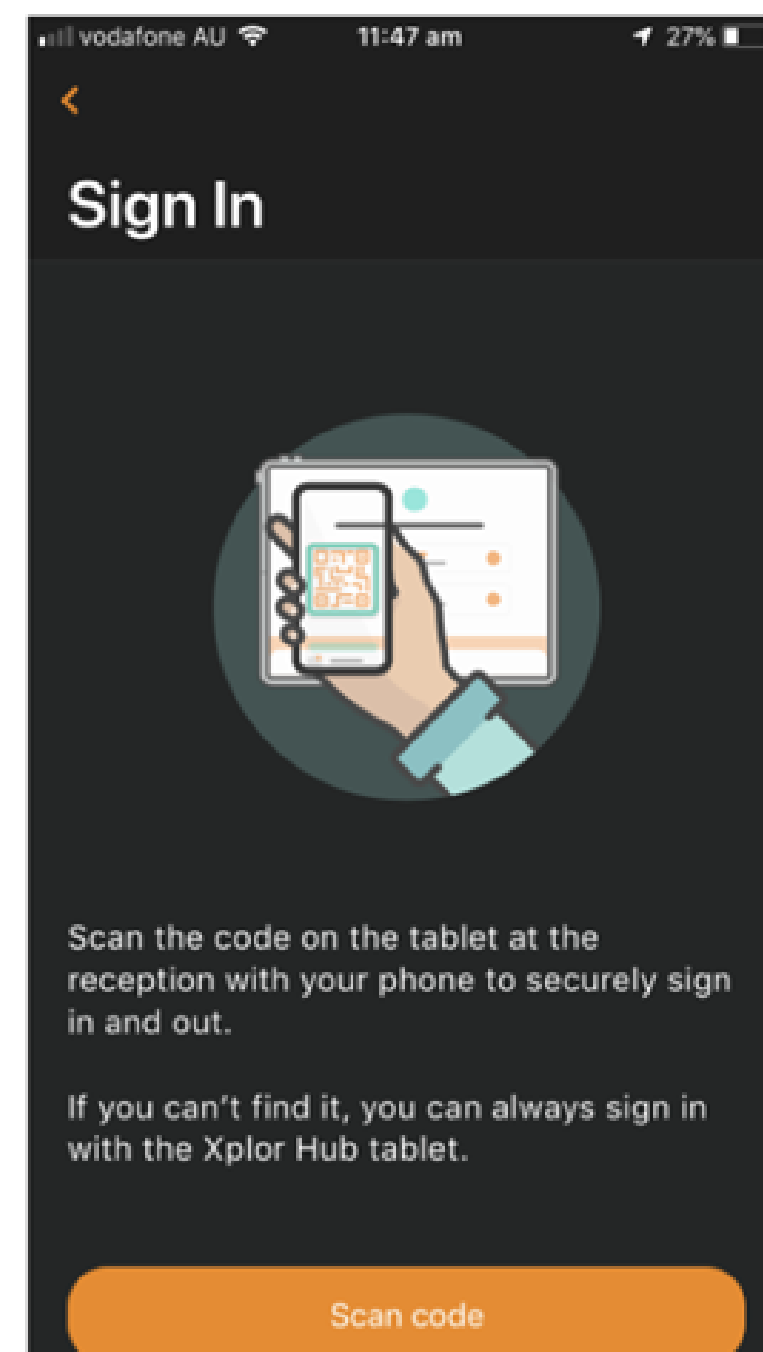 vodafone AU 11:47 am 27%
Sign In
Scan the code on the tablet at the
reception with your phone to securely sign
in and out.
If you can't find it, you can always sign in
with the Xplor Hub tablet.
Scan code